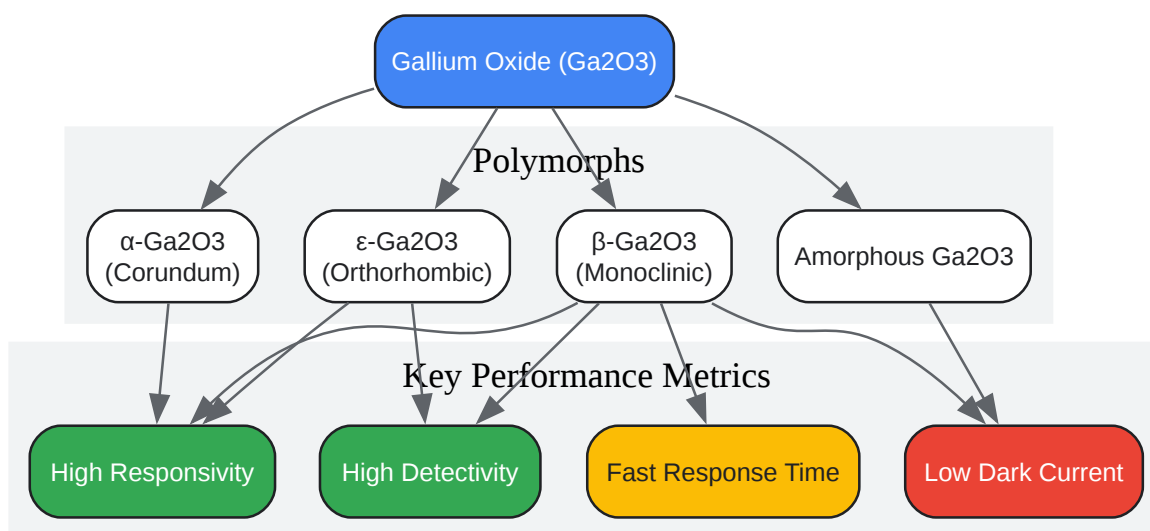 Gallium Oxide (Ga2O3)
Polymorphs
α-Ga2O3
(Corundum)
ε-Ga2O3
(Orthorhombic)
β-Ga2O3
(Monoclinic)
Amorphous Ga2O3
Key Performance Metrics
High Responsivity
High Detectivity
Fast Response Time
Low Dark Current